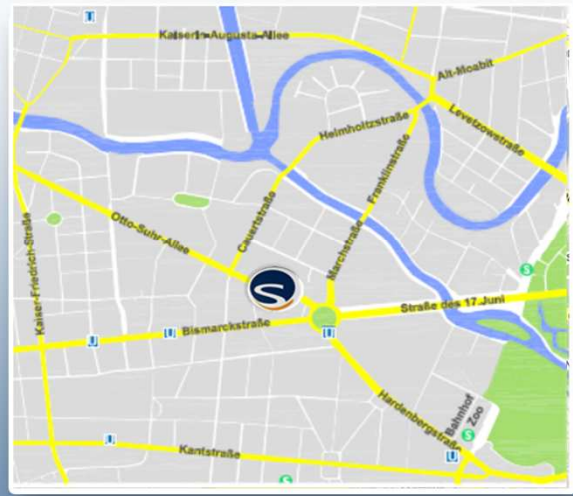 Kaiserin-Augusta-Allee
Alt-Moabit
Levetzowstraße
Helmholtzstraße
Franklinstraße
Cauerstraße
Otto-Suhr-Allee
Kaiser-Friedrich-Straße
Marchstraße
S
S
Straße des 17.Juni
Bismarckstraße
U
U
U
Hardenbergstraße
Bahnhof
Zoo
S
U
U
Kantstraße
S